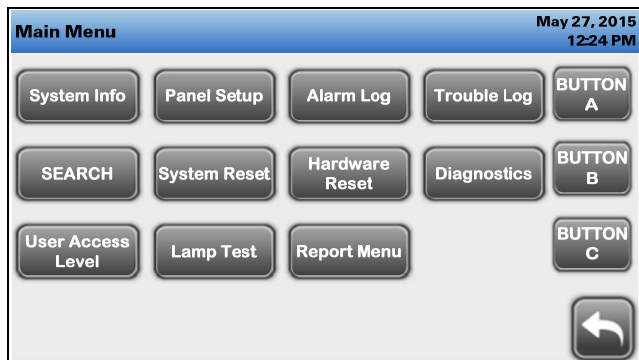 Main Menu
May 27, 2015
12:24 PM
System Info
Panel Setup
Alarm Log
Trouble Log
BUTTON
A
SEARCH
System Reset
Hardware
Reset
Diagnostics
BUTTON
B
User Access
Level
Lamp Test
Report Menu
BUTTON
C